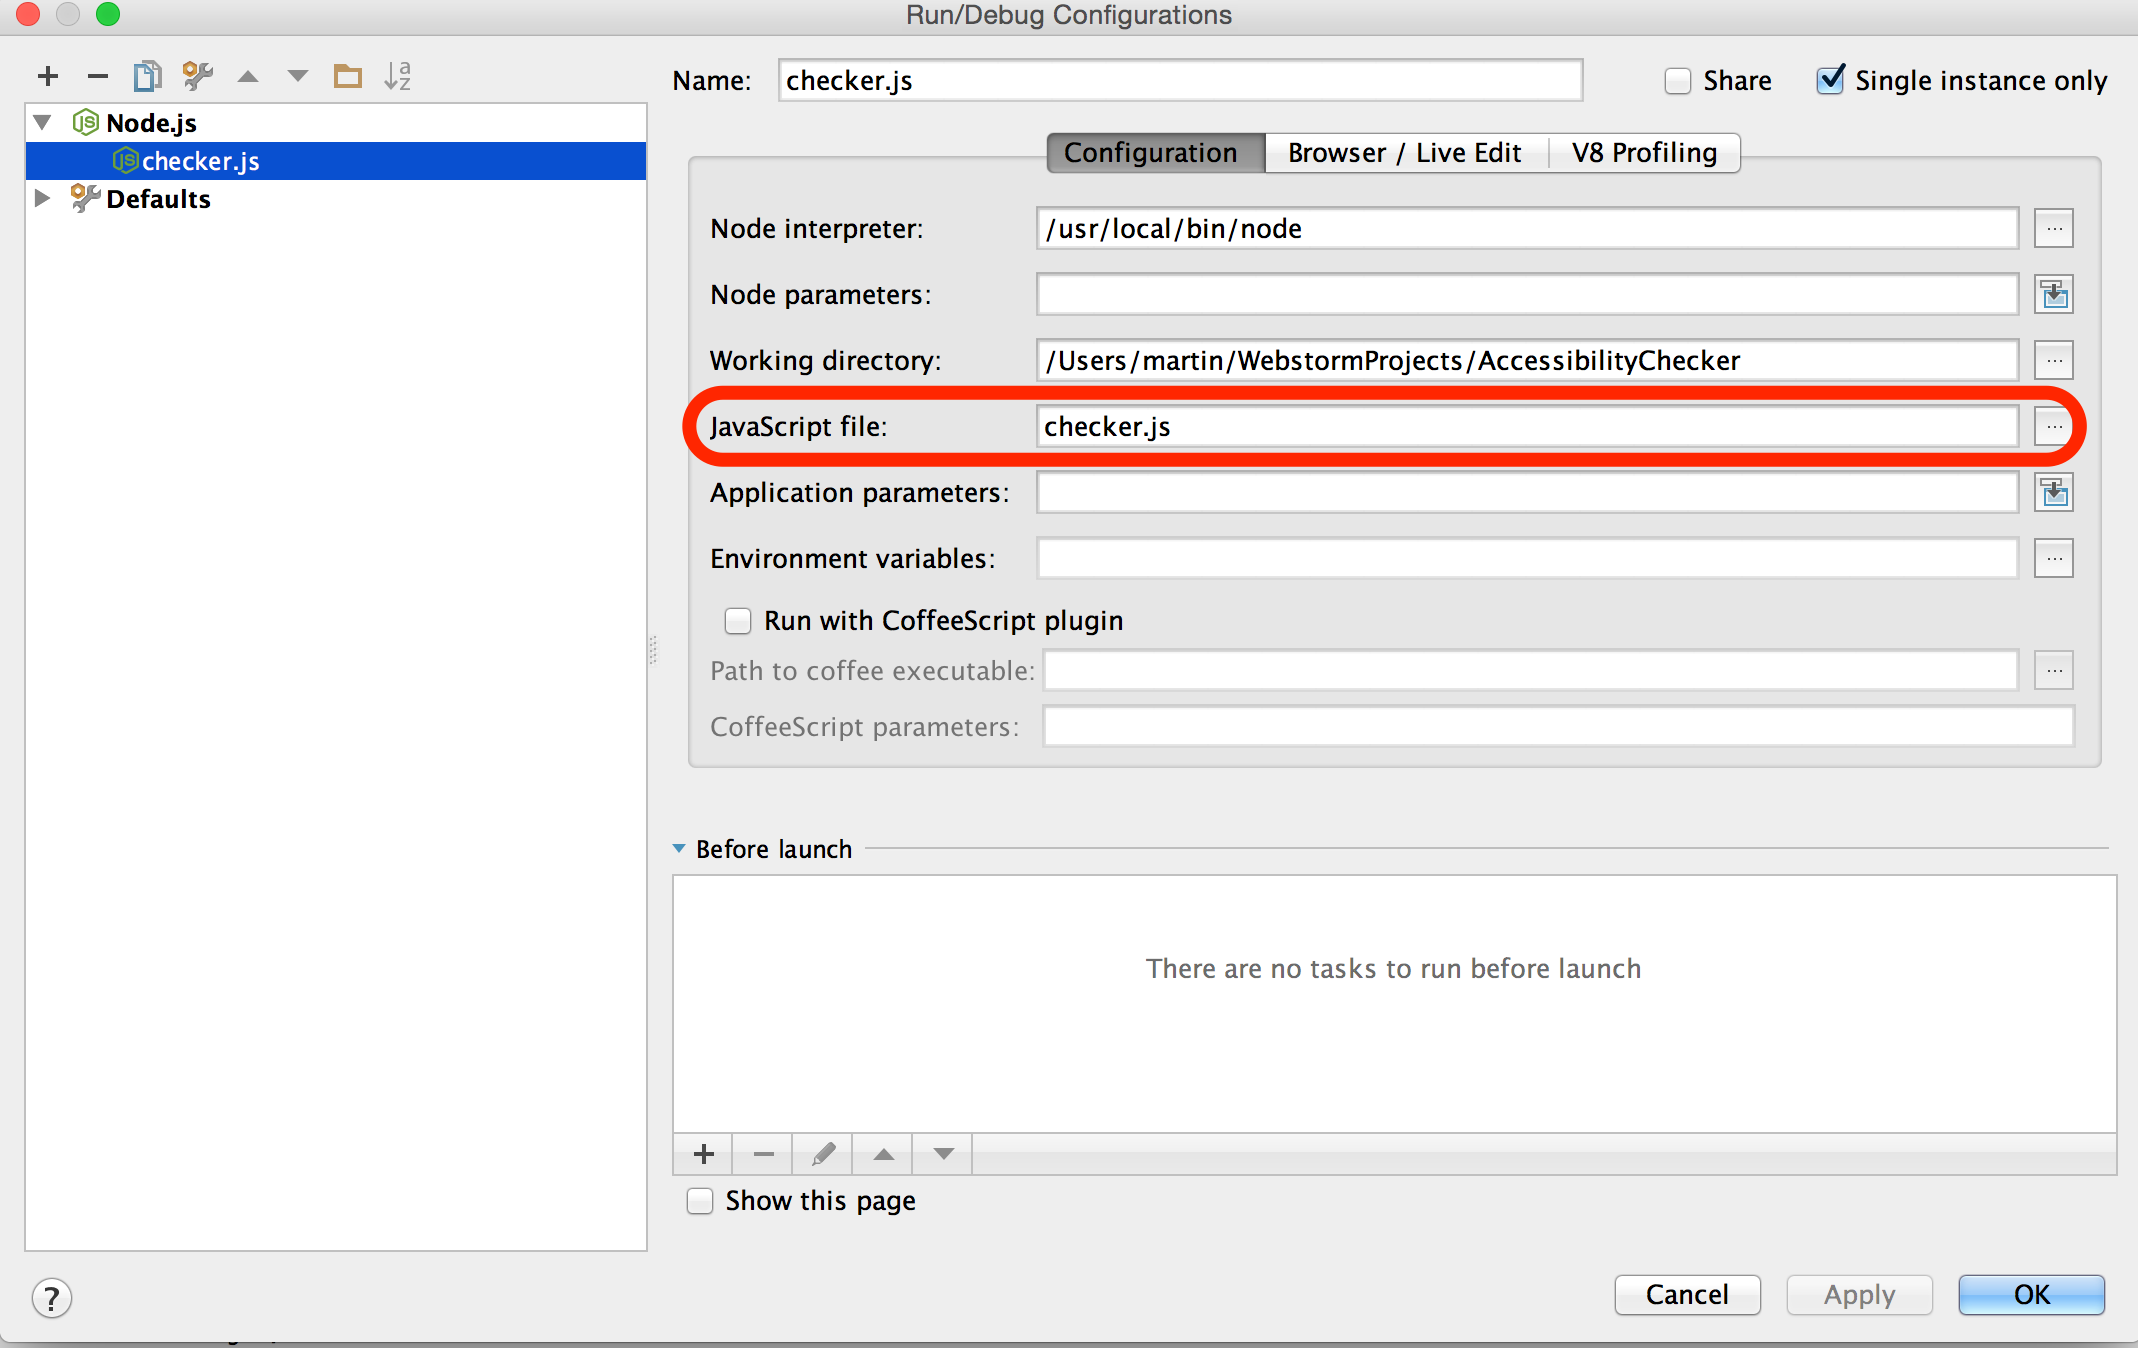 Run/Debug Configurations
Name: checker.js Share Single instance only
Node.js
checker.js
Defaults
Configuration Browser / Live Edit V8 Profiling
Node interpreter: /usr/local/bin/node
Node parameters:
Working directory: /Users/martin/WebstormProjects/AccessibilityChecker
JavaScript file: checker.js
Application parameters:
Environment variables:
Run with CoffeeScript plugin
Path to coffee executable:
CoffeeScript parameters:
Before launch
There are no tasks to run before launch
Show this page
? Cancel Apply OK